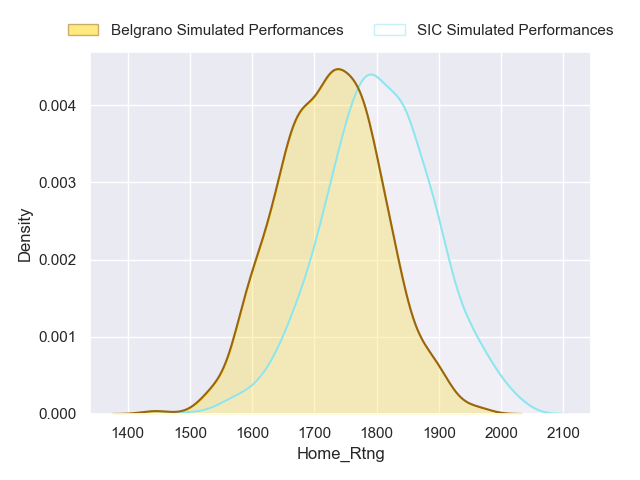 Belgrano Simulated Performances SIC Simulated Performances
0.004
0.003
0.002
0.001
0.000
Density
1400 1500 1600 1700 1800 1900 2000 2100
Home_Rtng